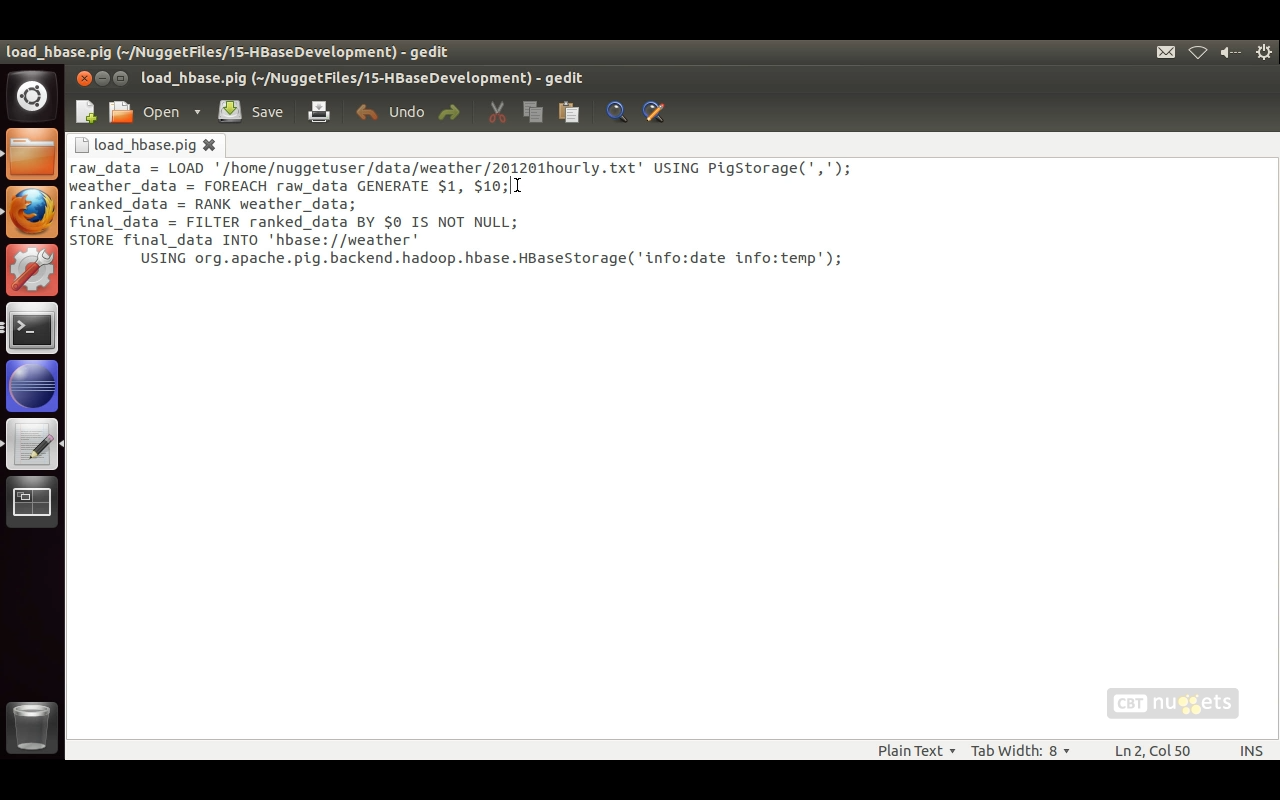 load_hbase.pig (~/NuggetFiles/15-HBaseDevelopment) - gedit
load_hbase.pig (~/NuggetFiles/15-HBaseDevelopment) - gedit
Open Save Undo
load_hbase.pig
raw_data = LOAD '/home/nuggetuser/data/weather/201201hourly.txt' USING PigStorage(',');
weather_data = FOREACH raw_data GENERATE $1, $10;
ranked_data = RANK weather_data;
final_data = FILTER ranked_data BY $0 IS NOT NULL;
STORE final_data INTO 'hbase://weather'
USING org.apache.pig.backend.hadoop.hbase.HBaseStorage('info:date info:temp');
CBT nuggets
Plain Text Tab Width: 8 Ln 2, Col 50 INS